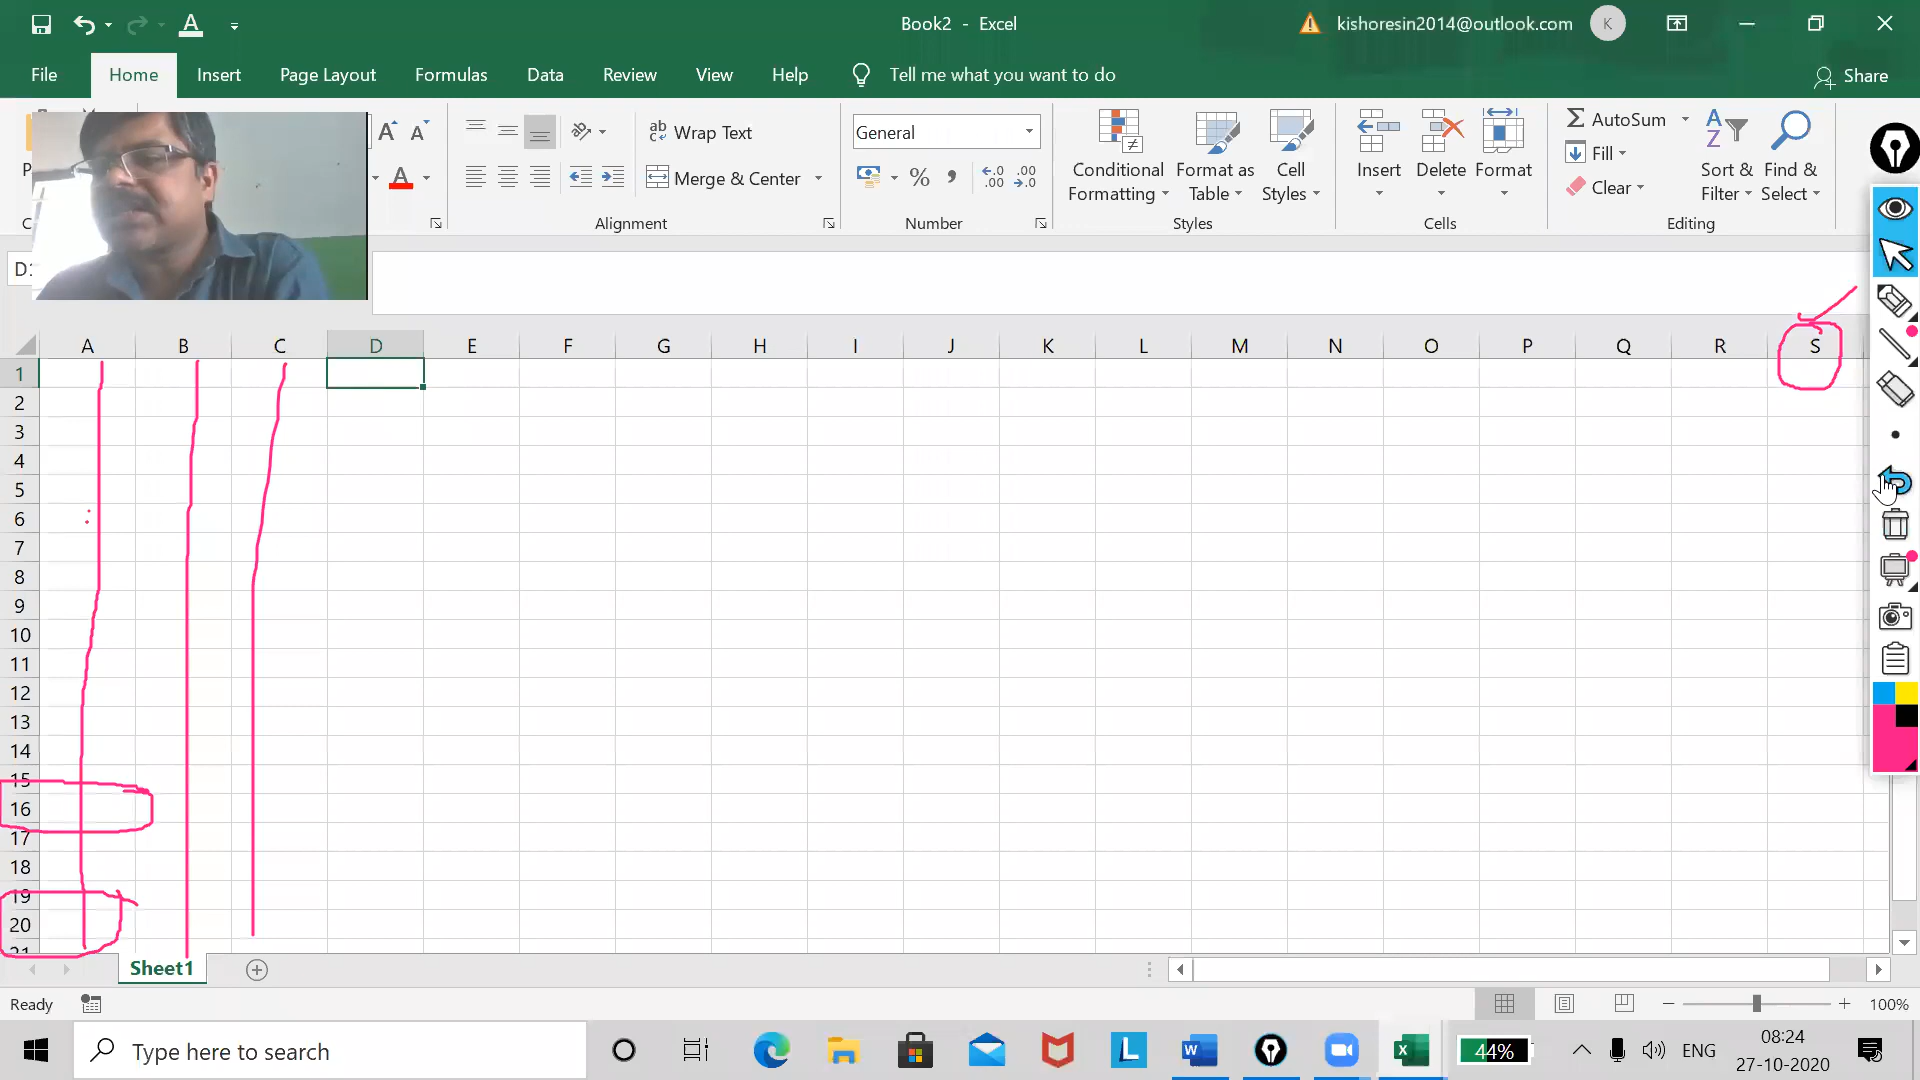 Book2 - Excel
kishoresin2014@outlook.com
K
File
Home
Insert
Page Layout
Formulas
Data
Review
View
Help
Tell me what you want to do
Share
Wrap Text
Merge & Center
Alignment
General
Number
Conditional Formatting
Format as Table
Cell Styles
Styles
Insert
Delete
Format
Cells
AutoSum
Fill
Clear
Sort & Filter
Find & Select
Editing
A B C D E F G H I J K L M N O P Q R S
1
2
3
4
5
6
7
8
9
10
11
12
13
14
15
16
17
18
19
20
21
Sheet1
Ready
100%
Type here to search
44%
ENG
08:24
27-10-2020